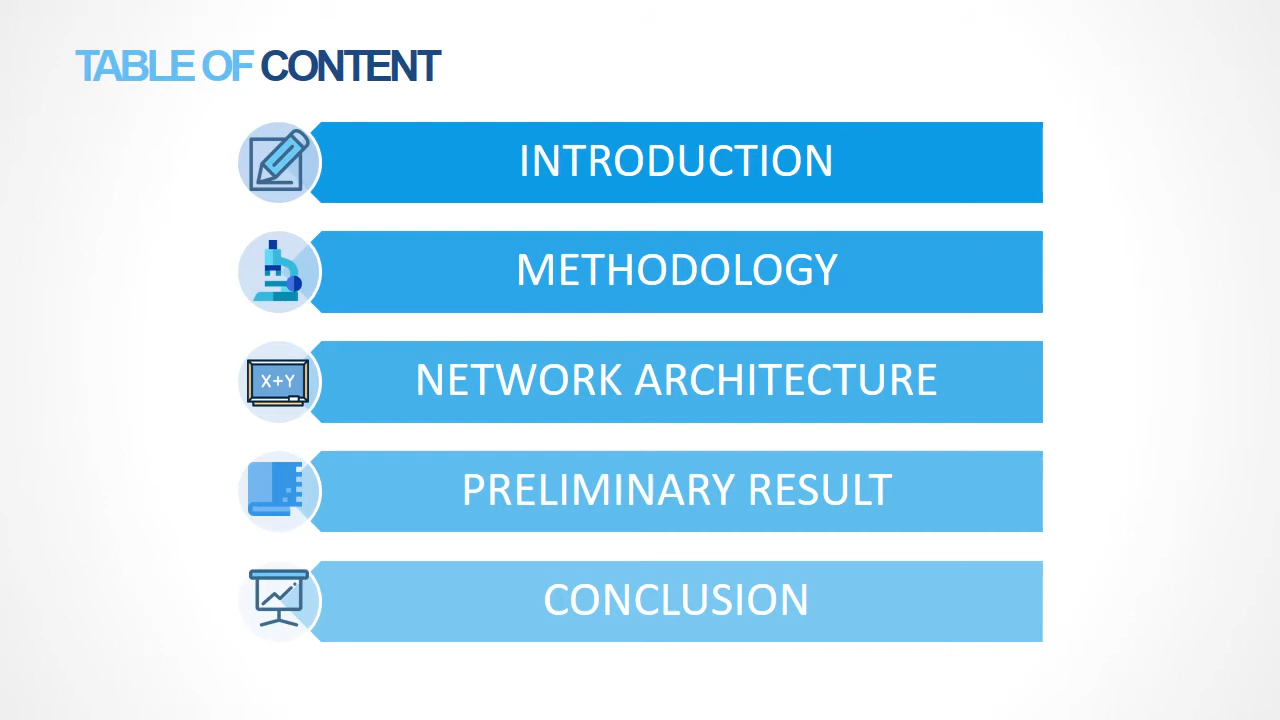 TABLE OF CONTENT
INTRODUCTION
METHODOLOGY
X+Y
NETWORK ARCHITECTURE
PRELIMINARY RESULT
CONCLUSION